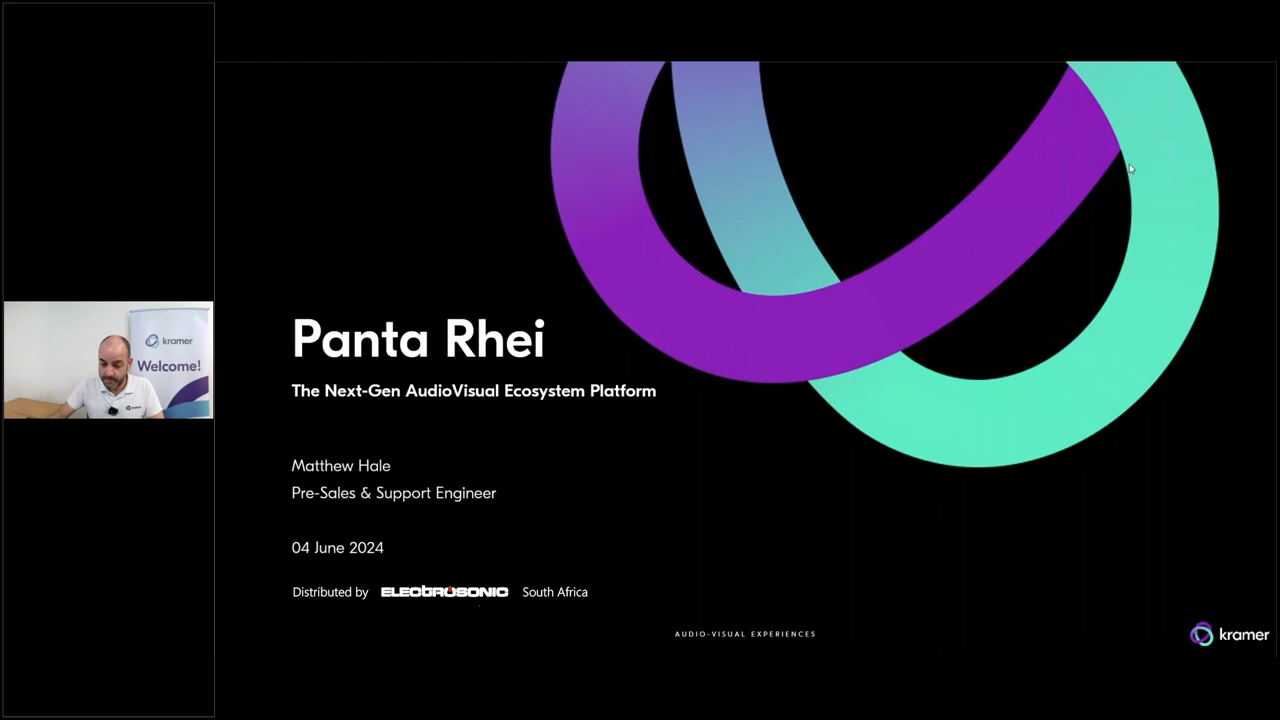 kramer
Welcome!
Panta Rhei
The Next-Gen AudioVisual Ecosystem Platform
Matthew Hale
Pre-Sales & Support Engineer
04 June 2024
Distributed by ELECTROSONIC South Africa
AUDIO-VISUAL EXPERIENCES
kramer